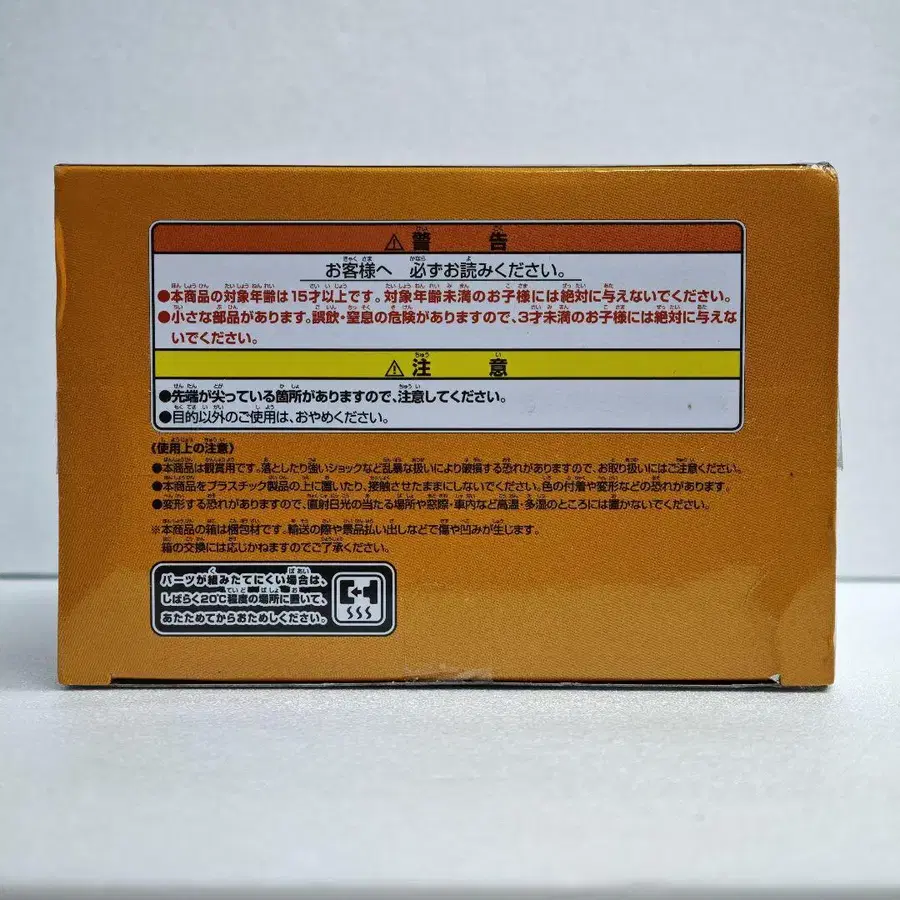 ⚠警告
お客様へ 必ずお読みください。
●本商品の対象年齢は15才以上です。対象年齢未満のお子様には絶対に与えないでください。
●小さな部品があります。誤飲・窒息の危険がありますので、3才未満のお子様には絶対に与えな
いでください。
⚠注意
●先端が尖っている箇所がありますので、注意してください。
●目的以外のご使用は、おやめください。
《使用上の注意》
●本商品は観賞用です。落としたり強いショックなど乱暴な扱いにより破損する恐れがありますので、お取り扱いにはご注意ください。
●本商品をプラスチック製品の上に置いたり、接触させたままにしないでください。色の付着や変形などの恐れがあります。
●変形する恐れがありますので、直射日光の当たる場所や窓際・車内など高温・多湿のところには置かないでください。
※本商品の箱は梱包材です。輸送の際や景品払い出しなどで傷や凹みが生じます。
箱の交換には応じかねますのでご了承ください。
パーツが組みたてにくい場合は、
しばらく20℃程度の場所に置いて、
あたためてからおためしください。